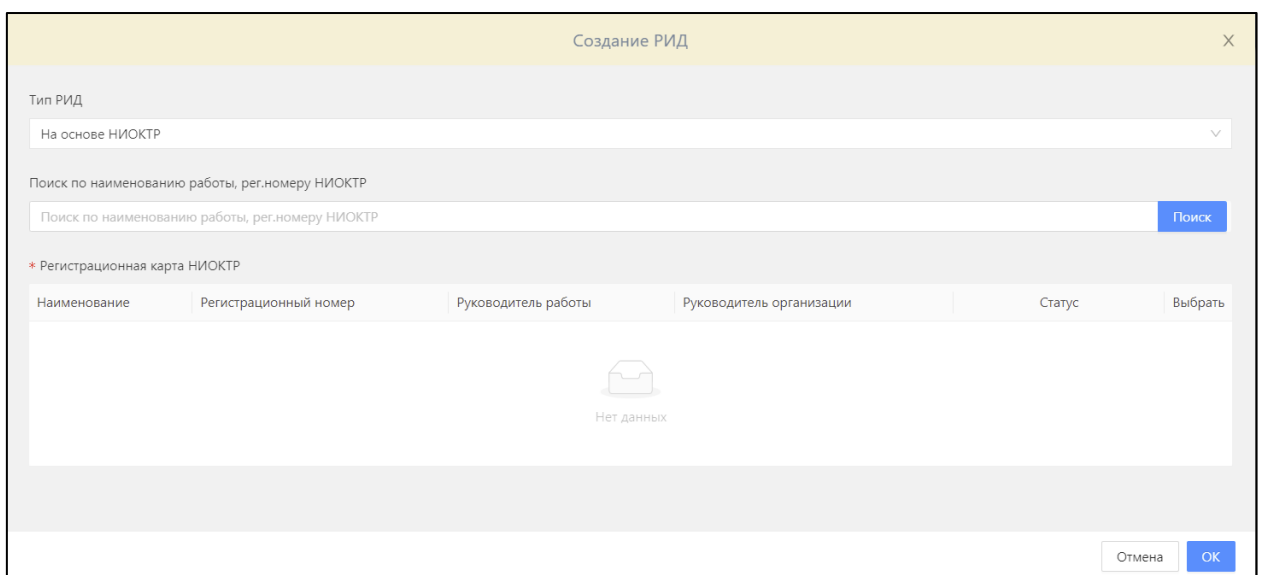 Создание РИД
Тип РИД
На основе НИОКТР
Поиск по наименованию работы, рег.номеру НИОКТР
Поиск по наименованию работы, рег.номеру НИОКТР Поиск
* Регистрационная карта НИОКТР
Наименование Регистрационный номер Руководитель работы Руководитель организации Статус Выбрать
Нет данных
Отмена ОК